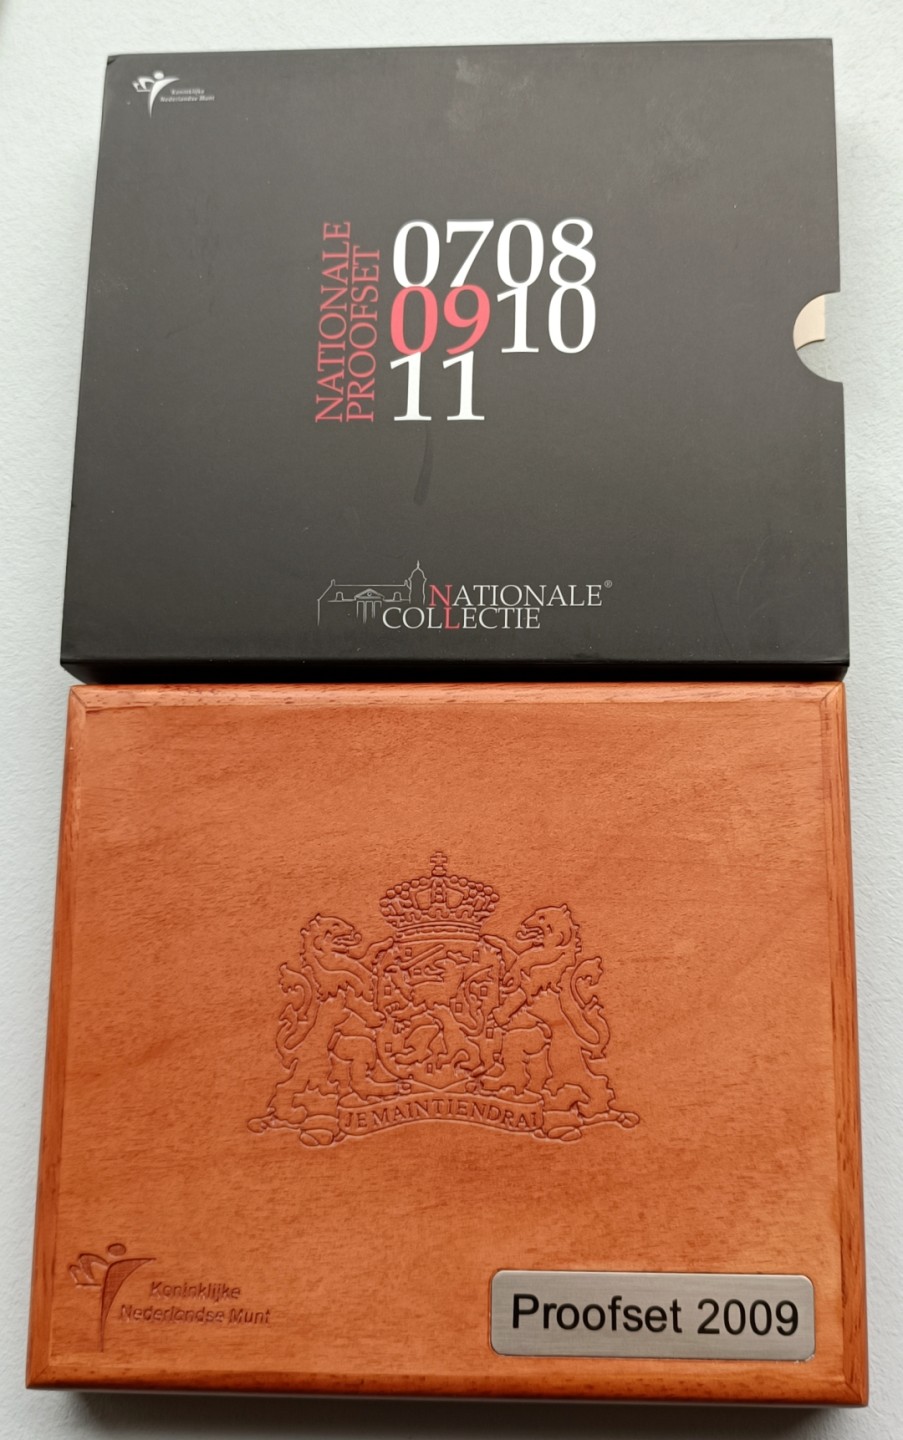 Koninklijke
Nederlandse Munt
NATIONALE
PROOFSET
0708
0910
11
NATIONALE®
COLLECTIE
JE MAINTIENDRAI
Koninklijke
Nederlandse Munt
Proofset 2009